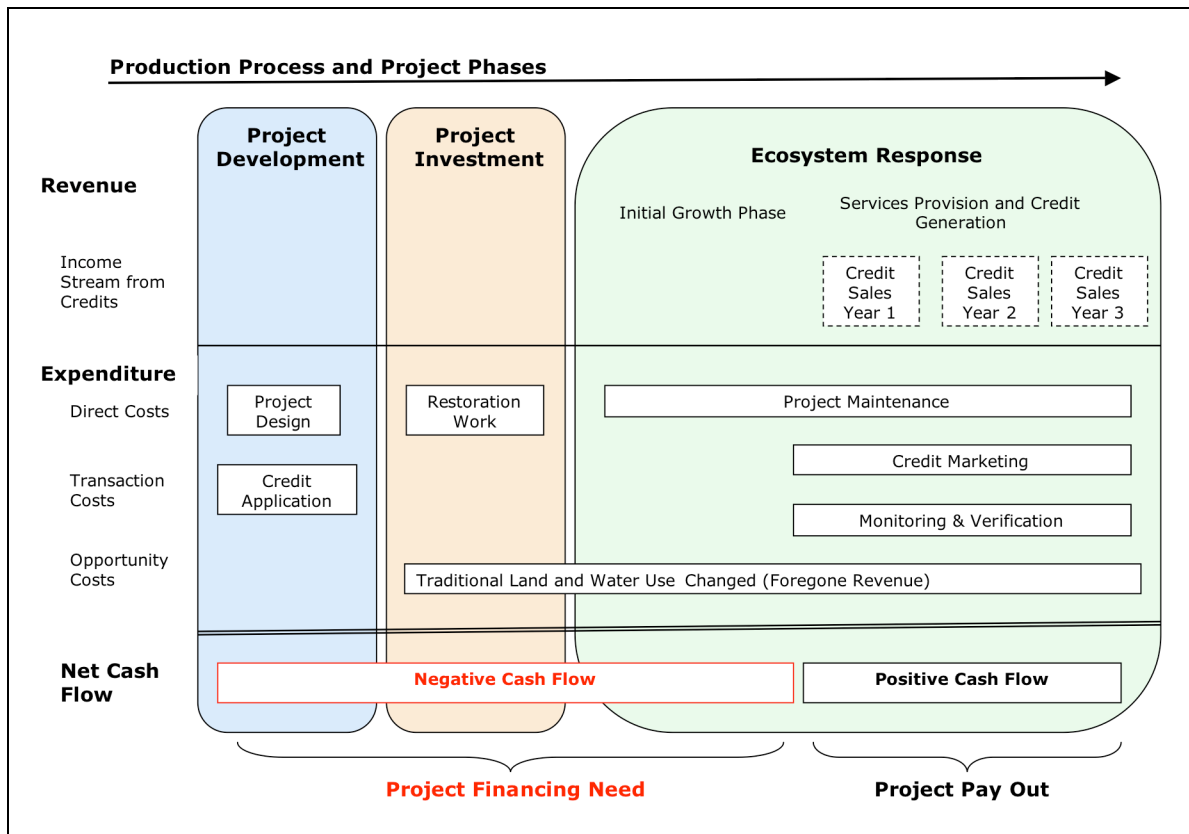 Production Process and Project Phases
Project
Development
Project
Investment
Ecosystem Response
Revenue
Initial Growth Phase
Services Provision and Credit
Generation
Income
Stream from
Credits
Credit
Sales
Year 1
Credit
Sales
Year 2
Credit
Sales
Year 3
Expenditure
Direct Costs
Project
Design
Restoration
Work
Project Maintenance
Transaction
Costs
Credit
Application
Credit Marketing
Monitoring & Verification
Opportunity
Costs
Traditional Land and Water Use Changed (Foregone Revenue)
Net Cash
Flow
Negative Cash Flow
Positive Cash Flow
Project Financing Need
Project Pay Out